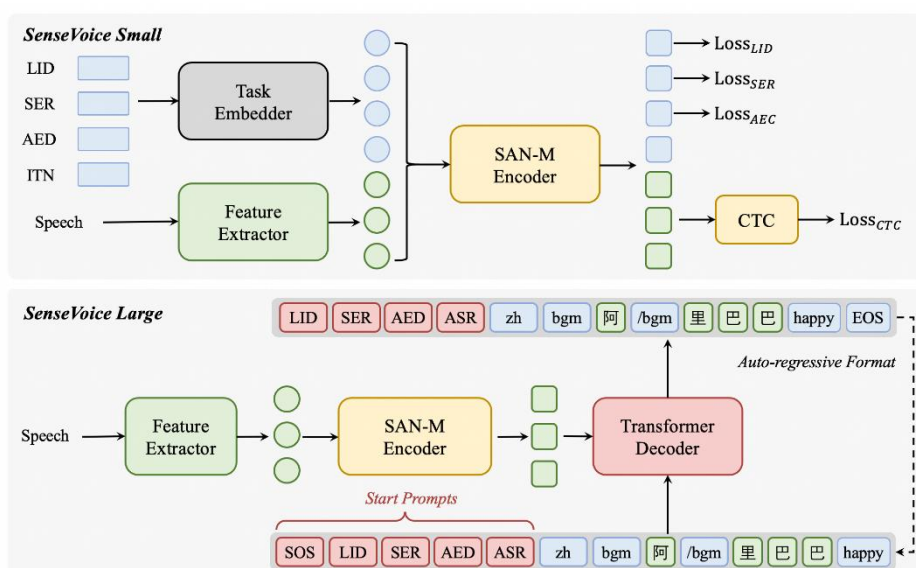 SenseVoice Small
LID
SER
AED
ITN
Task
Embedder
Speech
Feature
Extractor
SAN-M
Encoder
Loss_LID
Loss_SER
Loss_AEC
CTC
Loss_CTC
SenseVoice Large
LID SER AED ASR zh bgm 阿 /bgm 里 巴 巴 happy EOS
Auto-regressive Format
Speech
Feature
Extractor
SAN-M
Encoder
Transformer
Decoder
Start Prompts
SOS LID SER AED ASR zh bgm 阿 /bgm 里 巴 巴 happy